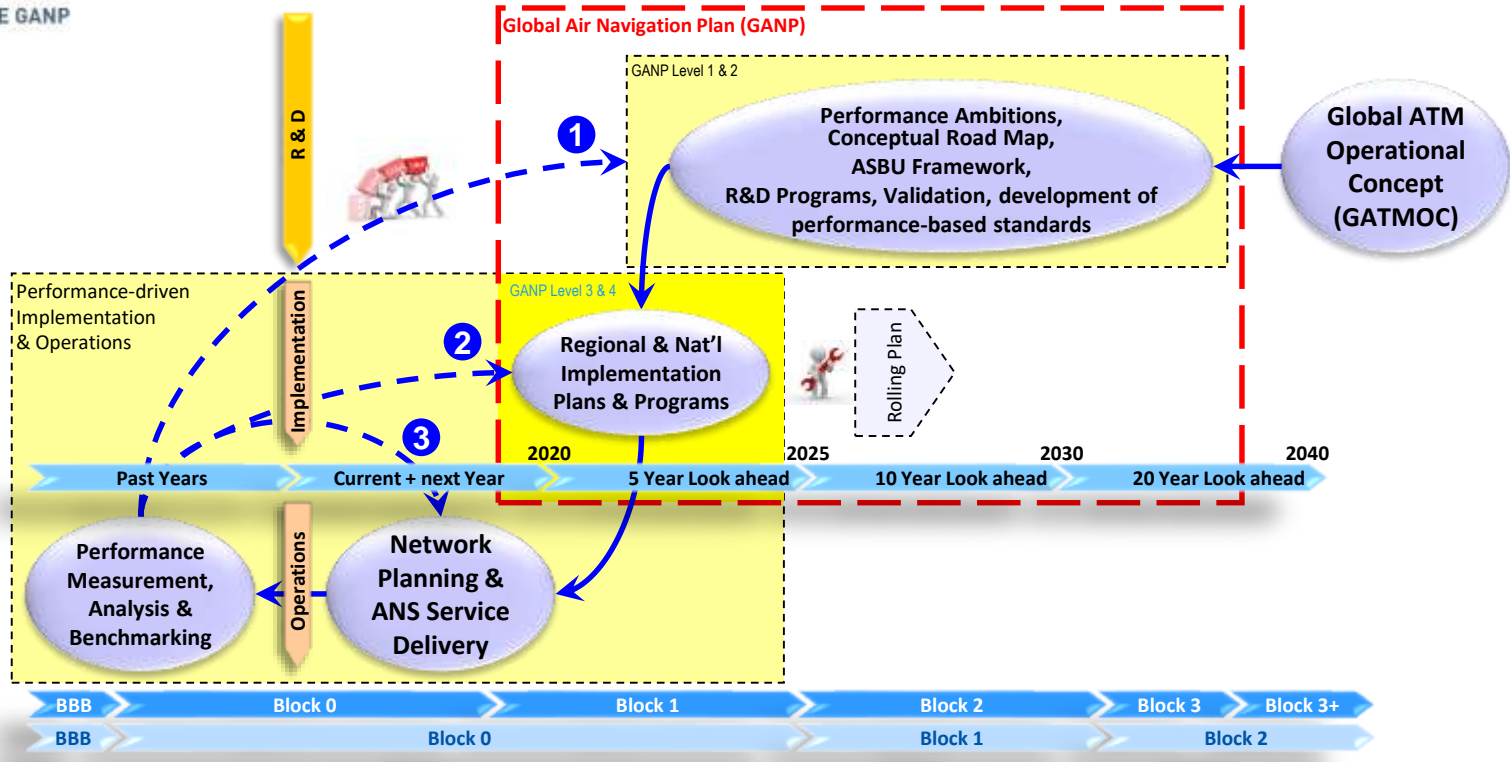 E GANP
Global Air Navigation Plan (GANP)
GANP Level 1 & 2
R & D
1
Performance Ambitions,
Conceptual Road Map,
ASBU Framework,
R&D Programs, Validation, development of
performance-based standards
Global ATM
Operational
Concept
(GATMOC)
Performance-driven
Implementation
& Operations
Implementation
GANP Level 3 & 4
2
Regional & Nat'l
Implementation
Plans & Programs
Rolling Plan
3
2020
2025
2030
2040
Past Years
Current + next Year
5 Year Look ahead
10 Year Look ahead
20 Year Look ahead
Performance
Measurement,
Analysis &
Benchmarking
Operations
Network
Planning &
ANS Service
Delivery
BBB
Block 0
Block 1
Block 2
Block 3
Block 3+
BBB
Block 0
Block 1
Block 2